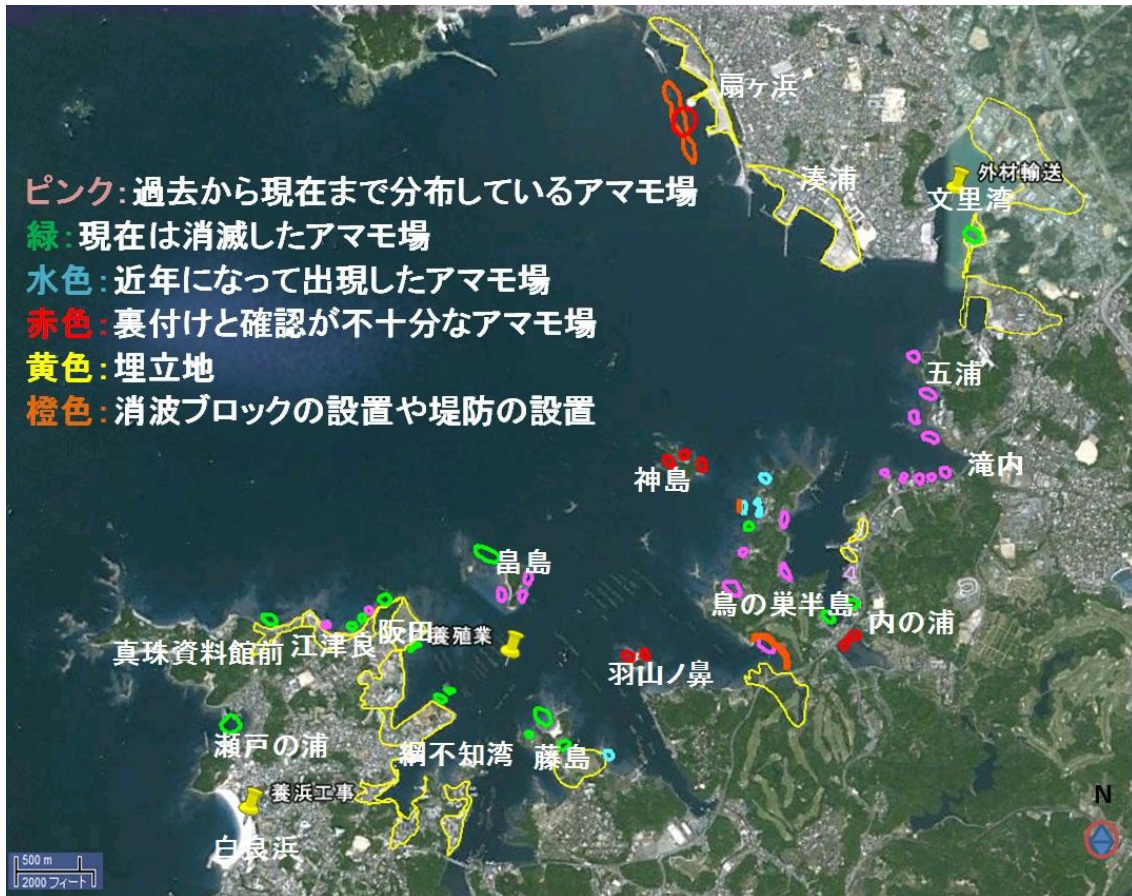 扇ヶ浜
外材輸送
ピンク：過去から現在まで分布しているアマモ場
湊浦
文里湾
緑：現在は消滅したアマモ場
水色：近年になって出現したアマモ場
赤色：裏付けと確認が不十分なアマモ場
黄色：埋立地
五浦
橙色：消波ブロックの設置や堤防の設置
滝内
神島
畠島
4
鳥の巣半島
内の浦
阪田
養殖業
江津良
真珠資料館前
羽山ノ鼻
瀬戸の浦
綱不知湾
藤島
養浜工事
N
白良浜
500 m
2000 フィート